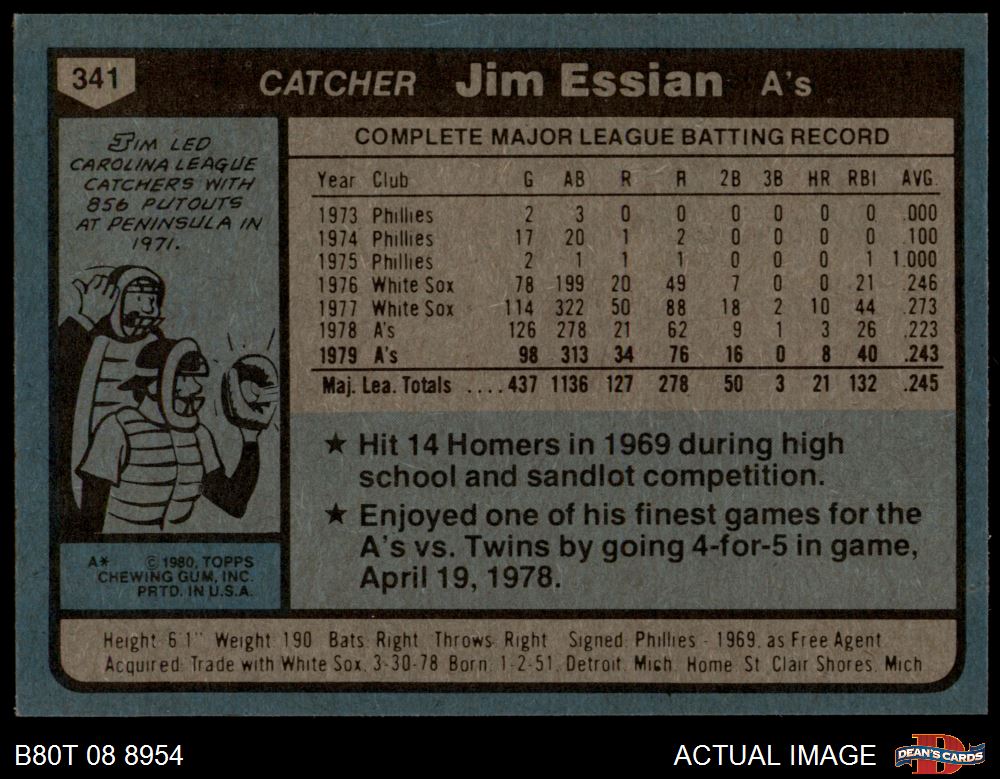 341 CATCHER Jim Essian A's
JIM LED
CAROLINA LEAGUE
CATCHERS WITH
856 PUTOUTS
AT PENINSULA IN
1971.
A* © 1980, TOPPS
CHEWING GUM, INC.
PRTD. IN U.S.A.
COMPLETE MAJOR LEAGUE BATTING RECORD
Year Club G AB R R 2B 3B HR RBI AVG.
1973 Phillies 2 3 0 0 0 0 0 0 .000
1974 Phillies 17 20 1 2 0 0 0 0 .100
1975 Phillies 2 1 1 1 0 0 0 1 1.000
1976 White Sox 78 199 20 49 7 0 0 21 .246
1977 White Sox 114 322 50 88 18 2 10 44 .273
1978 A's 126 278 21 62 9 1 3 26 .223
1979 A's 98 313 34 76 16 0 8 40 .243
Maj. Lea. Totals ....437 1136 127 278 50 3 21 132 .245
★ Hit 14 Homers in 1969 during high
school and sandlot competition.
★ Enjoyed one of his finest games for the
A's vs. Twins by going 4-for-5 in game,
April 19, 1978.
Height 6'1" Weight 190 Bats Right Throws Right Signed Phillies - 1969, as Free Agent
Acquired Trade with White Sox, 3-30-78 Born 1-2-51, Detroit, Mich. Home St. Clair Shores, Mich
B80T 08 8954 ACTUAL IMAGE DEAN'S CARDS